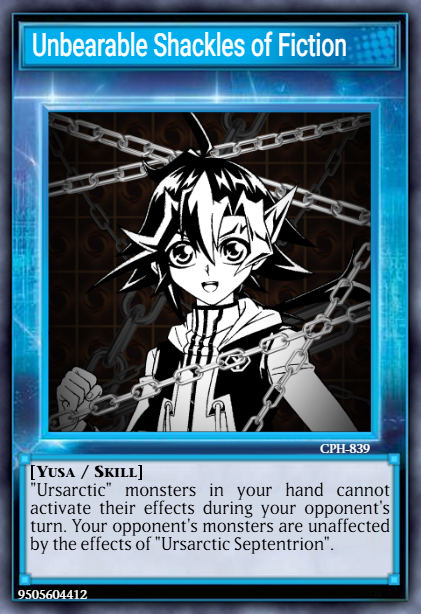 Unbearable Shackles of Fiction
CPH-839
[Yusa / Skill]
"Ursarctic" monsters in your hand cannot
activate their effects during your opponent's
turn. Your opponent's monsters are unaffected
by the effects of "Ursarctic Septentrion".
9505604412